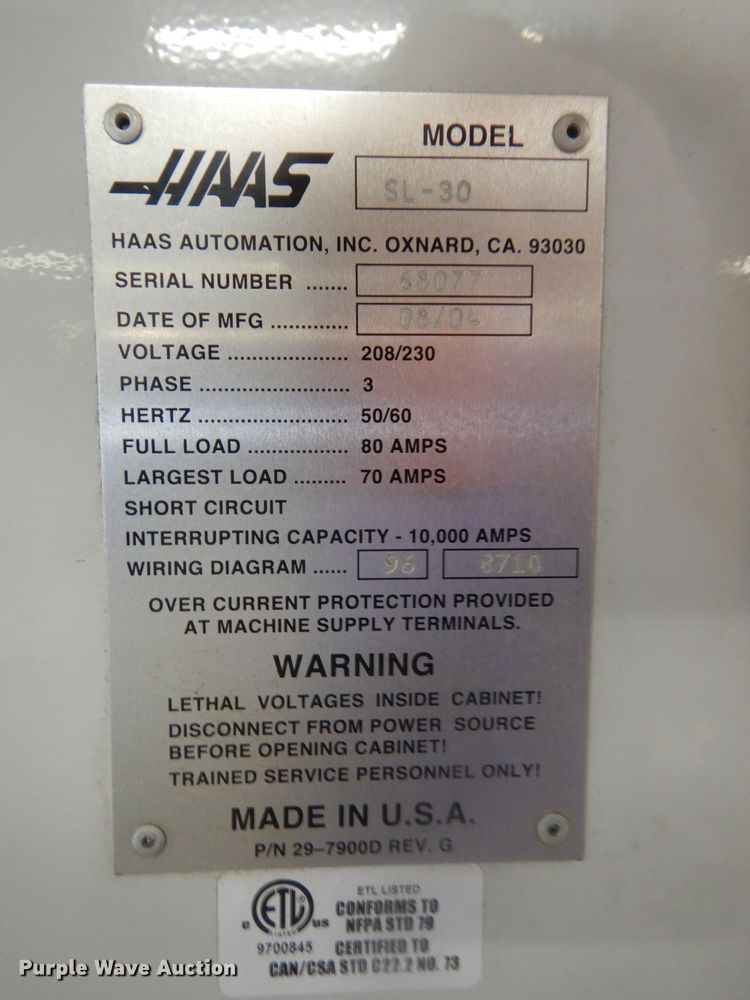 MODEL
HAAS
SL-30
HAAS AUTOMATION, INC. OXNARD, CA. 93030
SERIAL NUMBER ....... 68077
DATE OF MFG ............. 08/04
VOLTAGE .................... 208/230
PHASE ......................... 3
HERTZ ......................... 50/60
FULL LOAD ................. 80 AMPS
LARGEST LOAD ......... 70 AMPS
SHORT CIRCUIT
INTERRUPTING CAPACITY - 10,000 AMPS
WIRING DIAGRAM ...... 96
OVER CURRENT PROTECTION PROVIDED
AT MACHINE SUPPLY TERMINALS.
WARNING
LETHAL VOLTAGES INSIDE CABINET!
DISCONNECT FROM POWER SOURCE
BEFORE OPENING CABINET!
TRAINED SERVICE PERSONNEL ONLY!
MADE IN U.S.A.
P/N 29-7900D REV. G
ETL LISTED
CONFORMS TO
NFPA STD 79
C ETL LISTED US
9700845 CERTIFIED TO
CAN/CSA STD C22.2 NO. 73
Purple Wave Auction